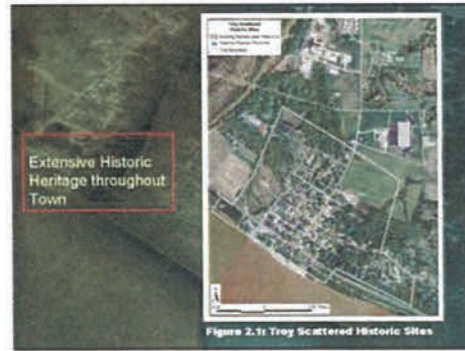 Extensive Historic
Heritage throughout
Town
Troy Scattered
Historic Sites
Figure 2.1: Troy Scattered Historic Sites